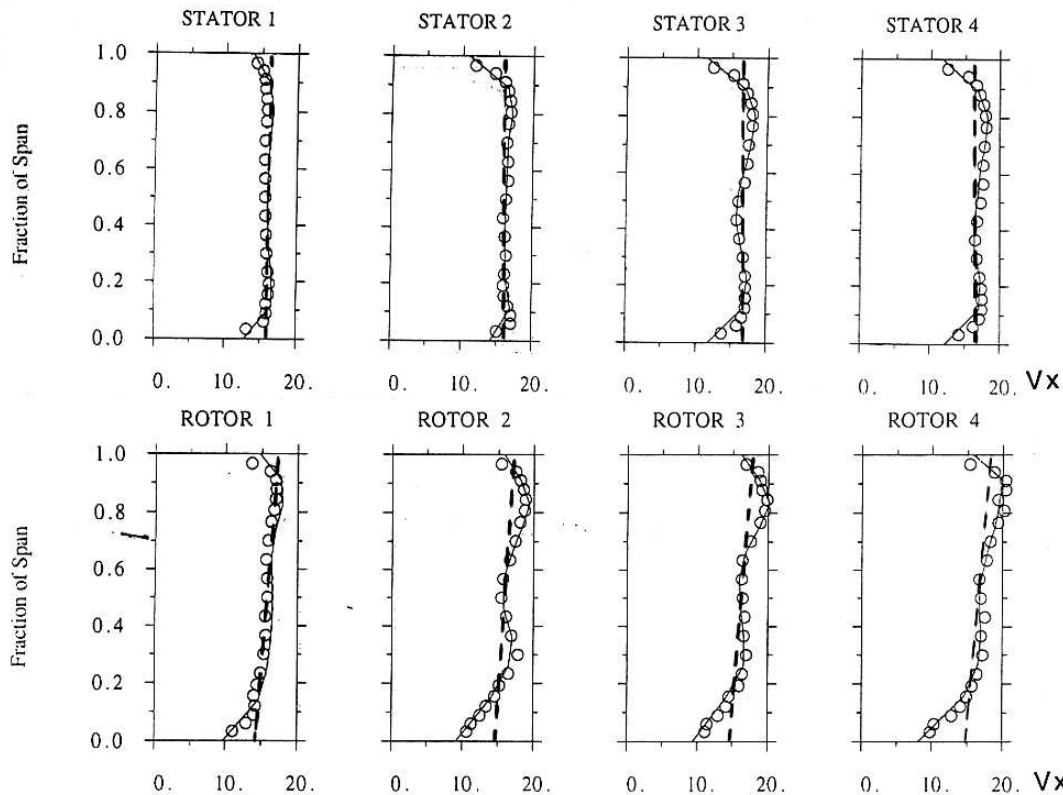 STATOR 1 STATOR 2 STATOR 3 STATOR 4
Fraction of Span
1.0
0.8
0.6
0.4
0.2
0.0
0. 10. 20. 0. 10. 20. 0. 10. 20. 0. 10. 20. Vx
ROTOR 1 ROTOR 2 ROTOR 3 ROTOR 4
Fraction of Span
1.0
0.8
0.6
0.4
0.2
0.0
0. 10. 20. 0. 10. 20. 0. 10. 20. 0. 10. 20. Vx